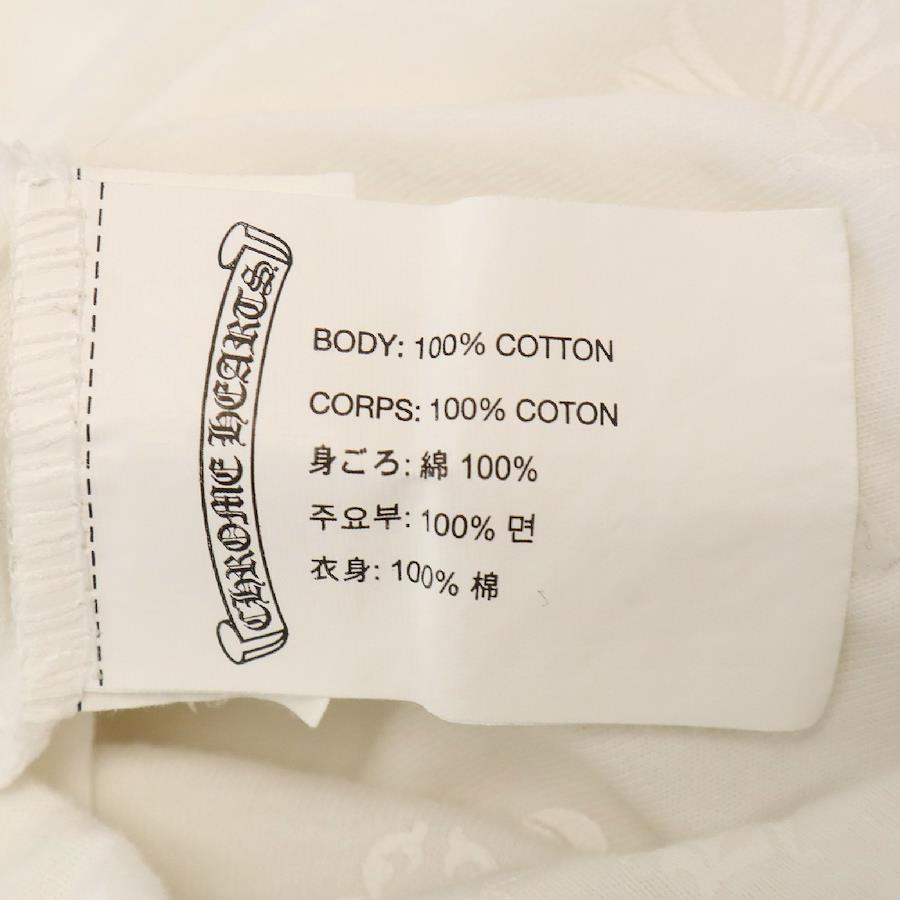 CHROME HEARTS
BODY: 100% COTTON
CORPS: 100% COTON
身ごろ: 綿 100%
주요부: 100% 면
衣身: 100% 棉